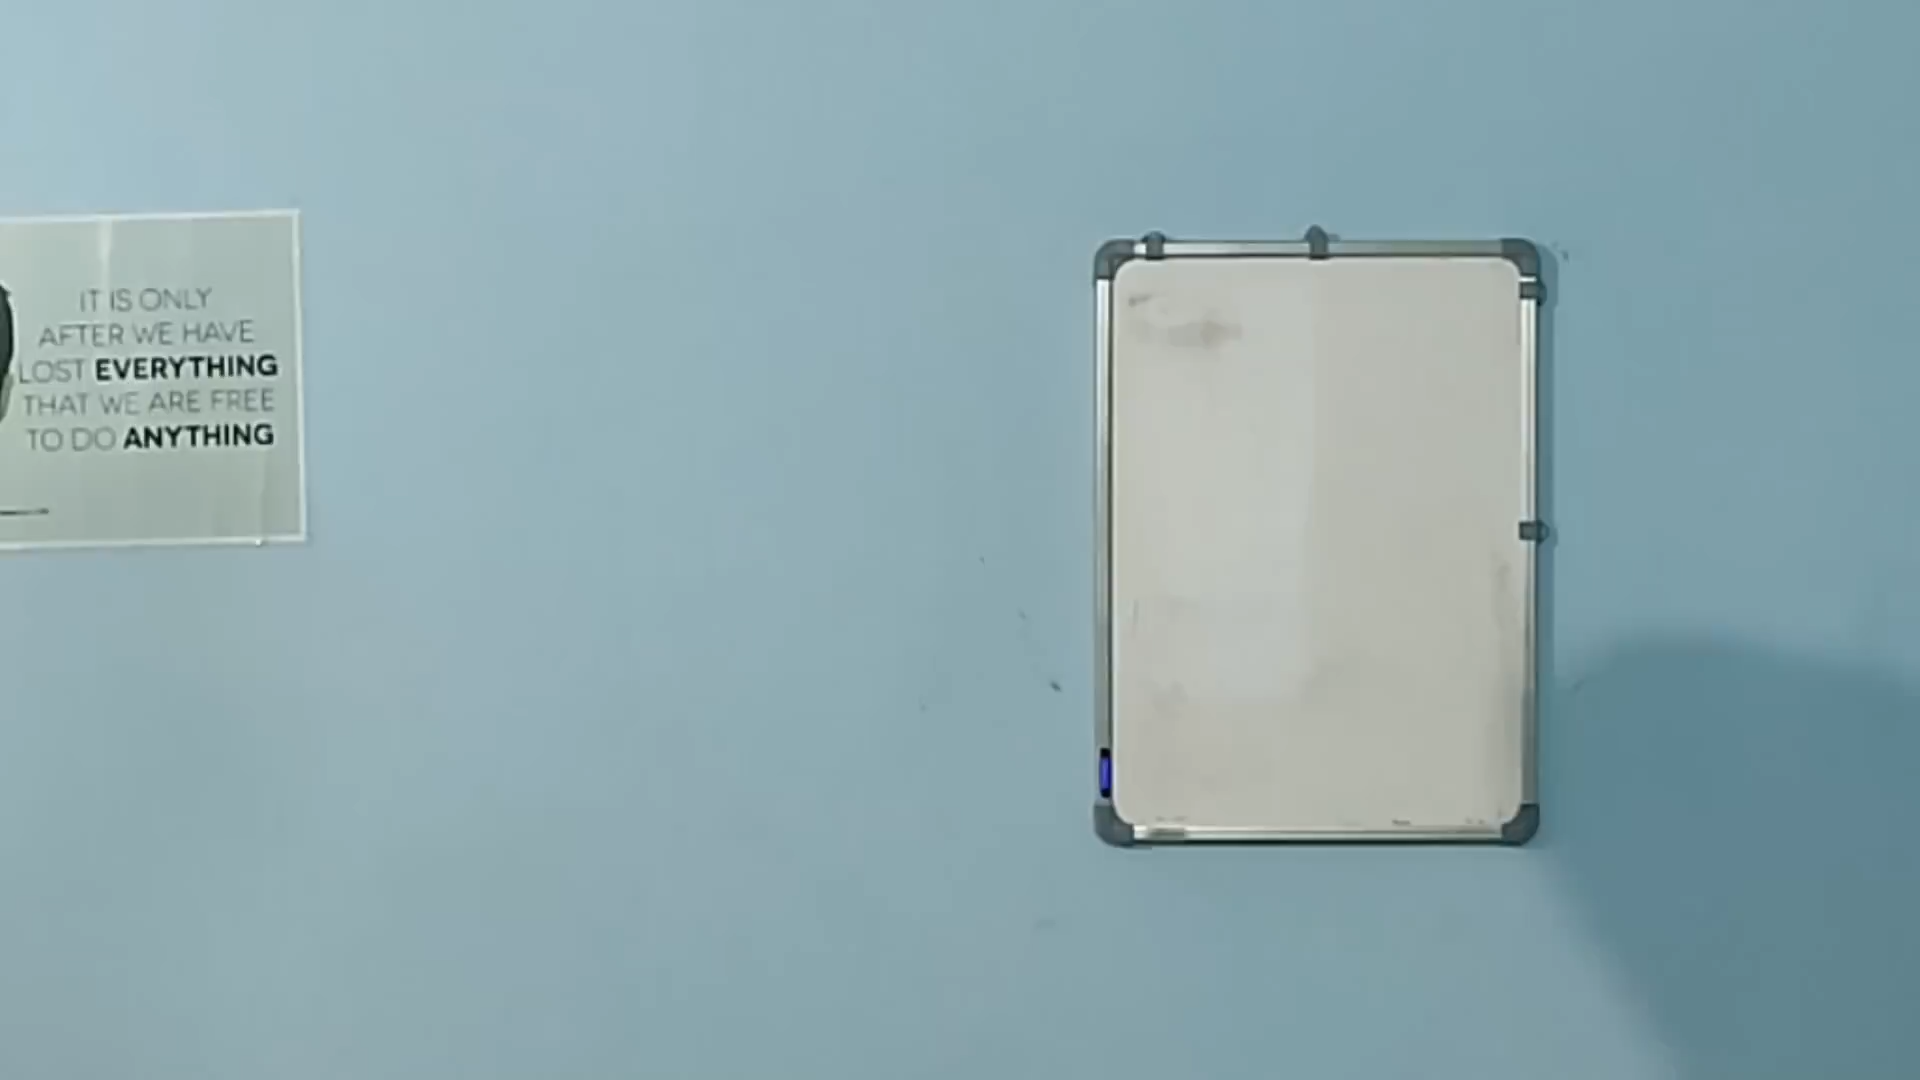 IT IS ONLY
AFTER WE HAVE
LOST EVERYTHING
THAT WE ARE FREE
TO DO ANYTHING